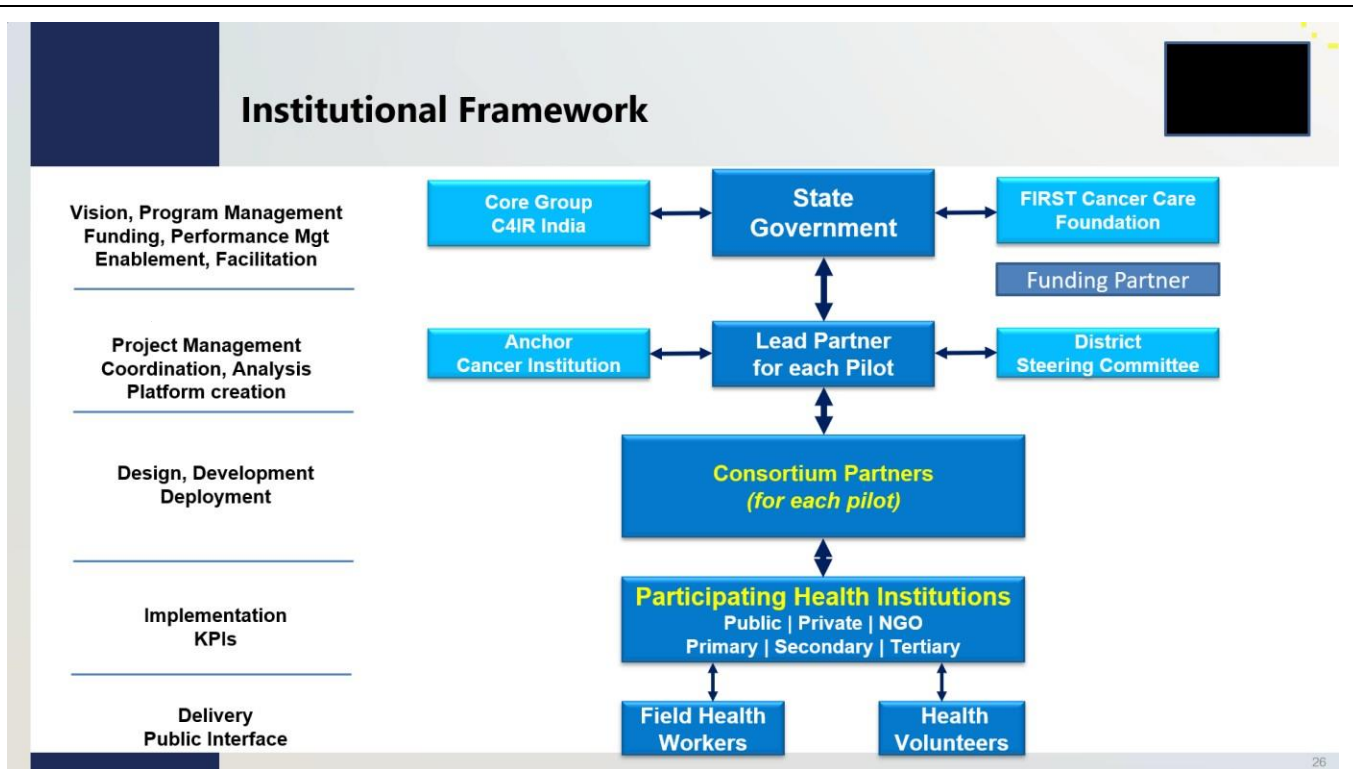 Institutional Framework
Vision, Program Management
Funding, Performance Mgt
Enablement, Facilitation
Core Group
C4IR India
State
Government
FIRST Cancer Care
Foundation
Funding Partner
Project Management
Coordination, Analysis
Platform creation
Anchor
Cancer Institution
Lead Partner
for each Pilot
District
Steering Committee
Design, Development
Deployment
Consortium Partners
(for each pilot)
Implementation
KPIs
Participating Health Institutions
Public | Private | NGO
Primary | Secondary | Tertiary
Delivery
Public Interface
Field Health
Workers
Health
Volunteers
26